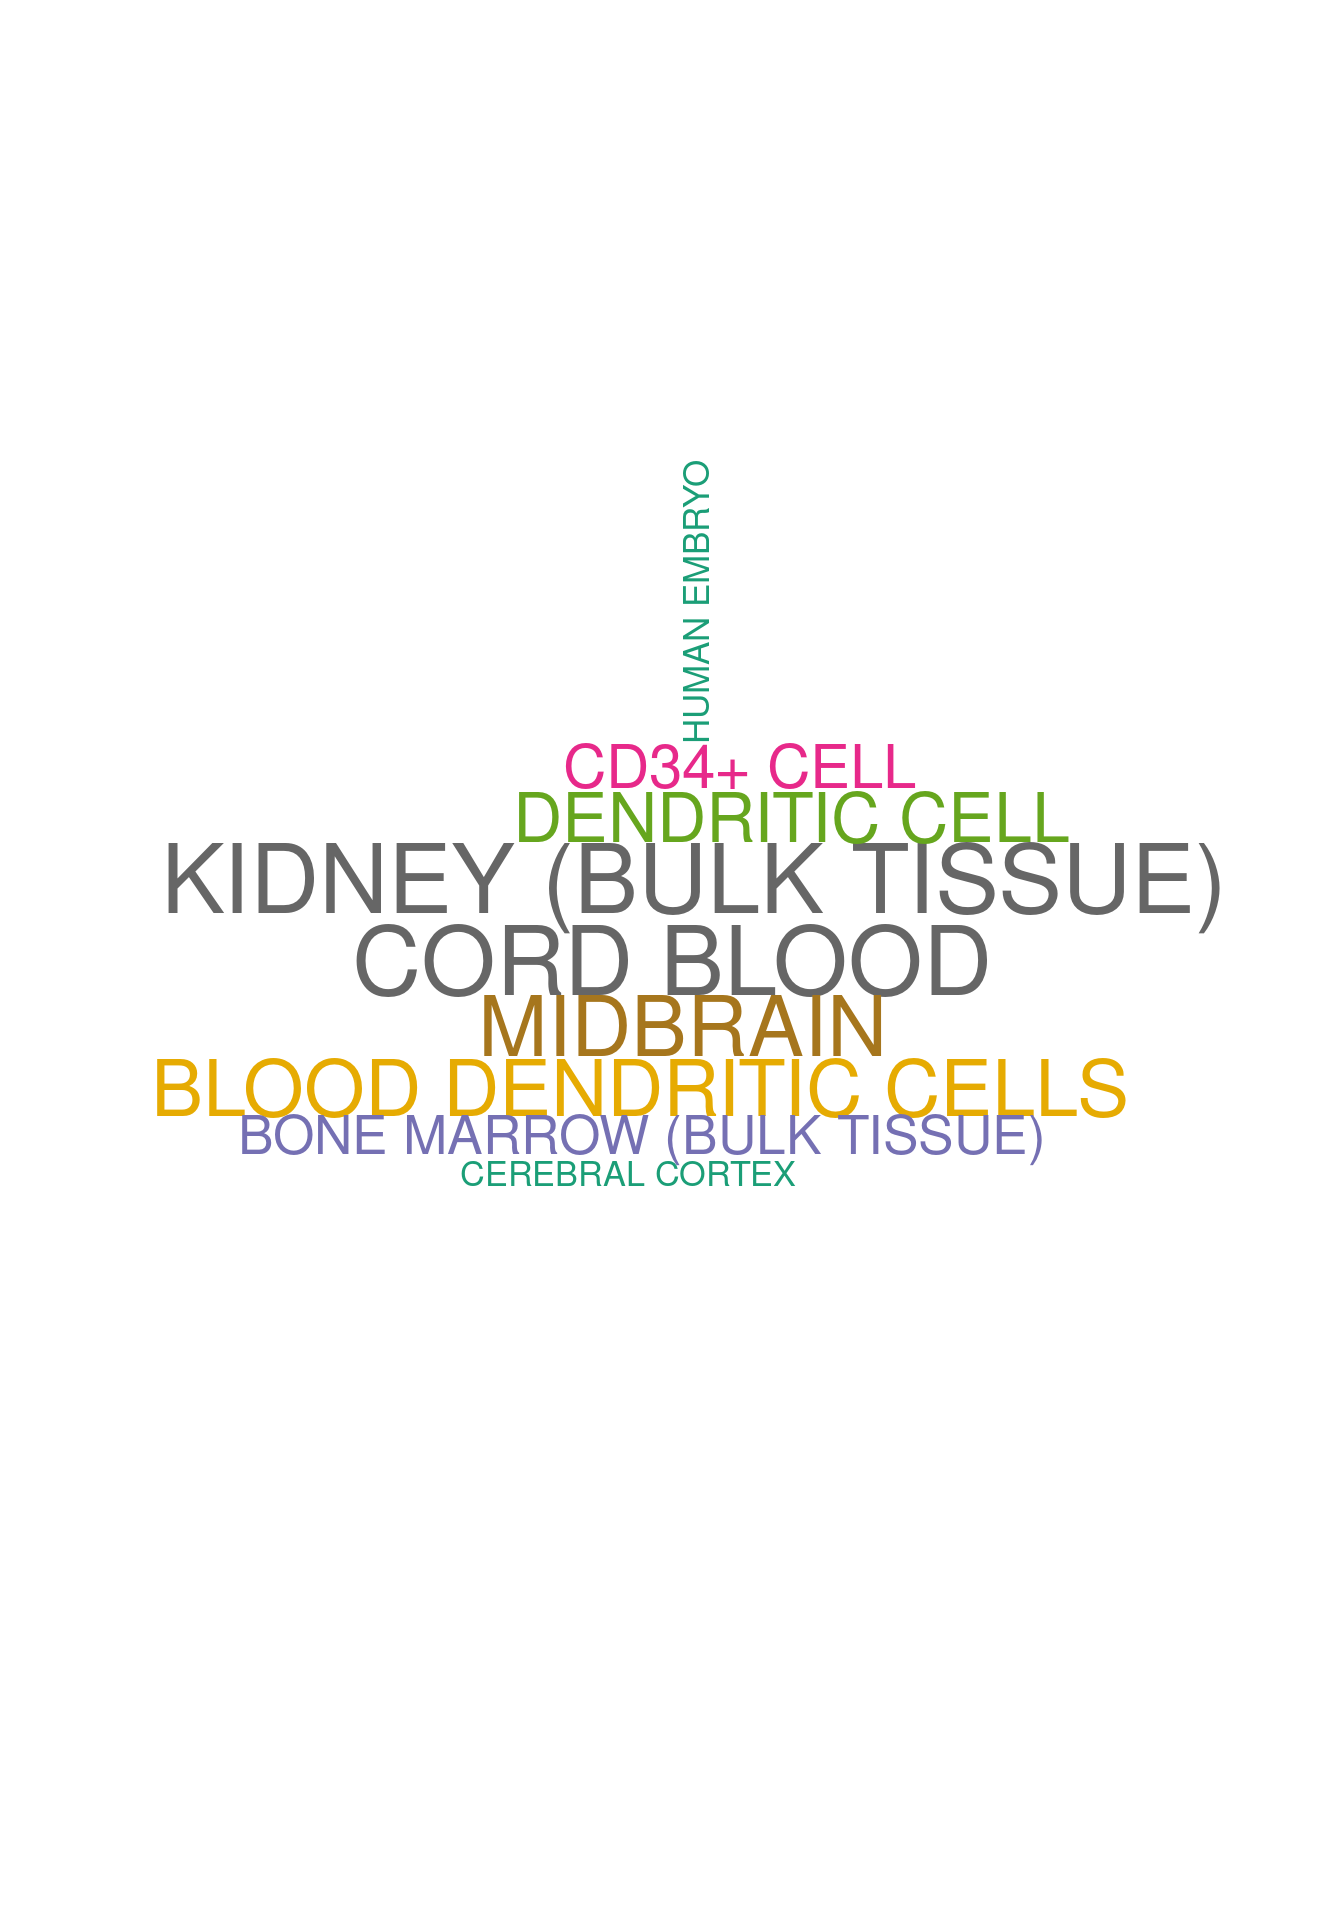 HUMAN EMBRYO
CD34+ CELL
DENDRITIC CELL
KIDNEY (BULK TISSUE)
CORD BLOOD
MIDBRAIN
BLOOD DENDRITIC CELLS
BONE MARROW (BULK TISSUE)
CEREBRAL CORTEX